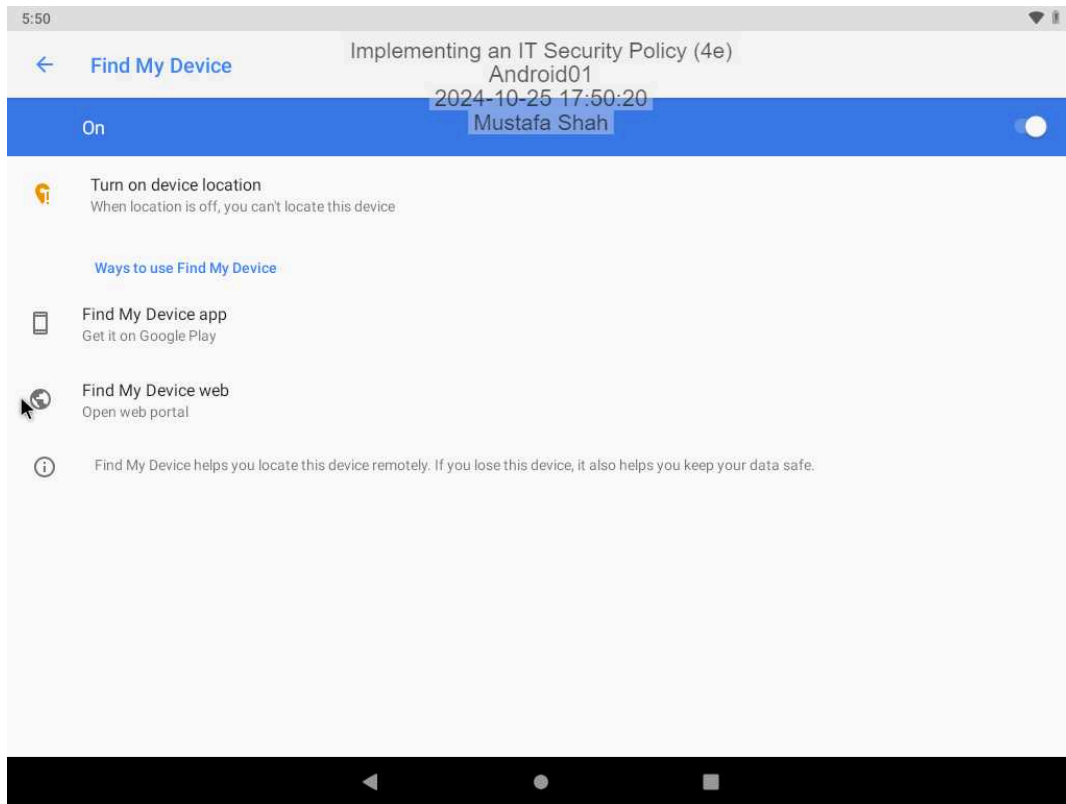 5:50
Find My Device
Implementing an IT Security Policy (4e)
Android01
2024-10-25 17:50:20
Mustafa Shah
On
Turn on device location
When location is off, you can't locate this device
Ways to use Find My Device
Find My Device app
Get it on Google Play
Find My Device web
Open web portal
Find My Device helps you locate this device remotely. If you lose this device, it also helps you keep your data safe.